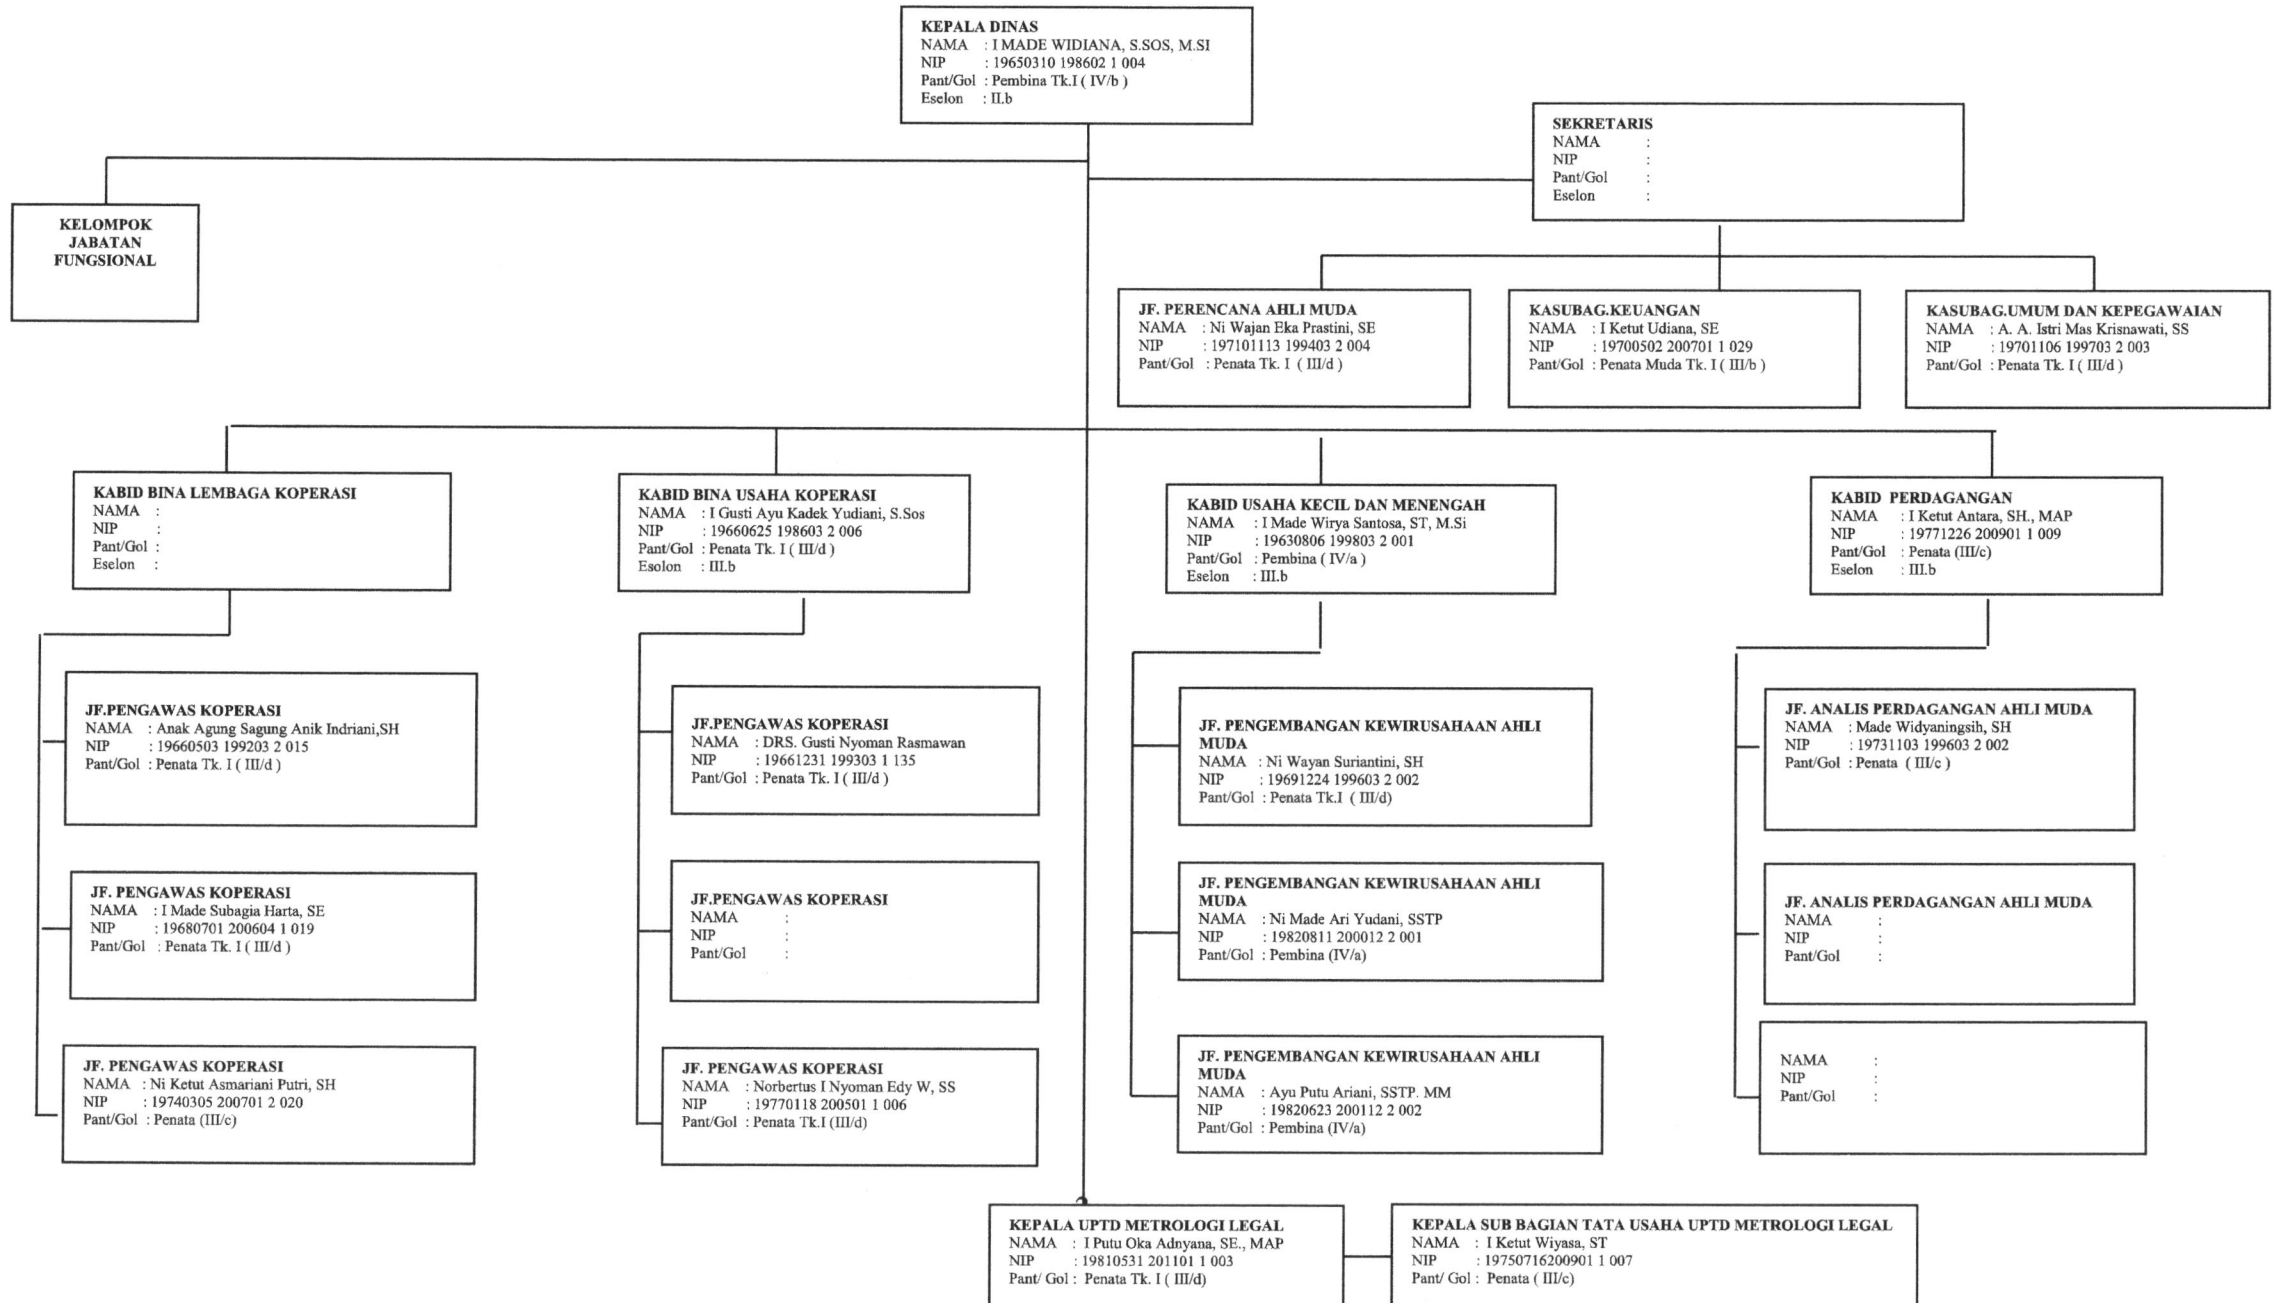 KEPALA DINAS
NAMA : I MADE WIDIANA, S.SOS, M.SI
NIP : 19650310 198602 1 004
Pant/Gol : Pembina Tk.I ( IV/b )
Eselon : II.b
SEKRETARIS
NAMA :
NIP :
Pant/Gol :
Eselon :
KELOMPOK
JABATAN
FUNGSIONAL
JF. PERENCANA AHLI MUDA
NAMA : Ni Wajan Eka Prastini, SE
NIP : 197101113 199403 2 004
Pant/Gol : Penata Tk. I ( III/d )
KASUBAG.KEUANGAN
NAMA : I Ketut Udiana, SE
NIP : 19700502 200701 1 029
Pant/Gol : Penata Muda Tk. I ( III/b )
KASUBAG.UMUM DAN KEPEGAWAIAN
NAMA : A. A. Istri Mas Krisnawati, SS
NIP : 19701106 199703 2 003
Pant/Gol : Penata Tk. I ( III/d )
KABID BINA LEMBAGA KOPERASI
NAMA :
NIP :
Pant/Gol :
Eselon :
KABID BINA USAHA KOPERASI
NAMA : I Gusti Ayu Kadek Yudiani, S.Sos
NIP : 19660625 198603 2 006
Pant/Gol : Penata Tk. I ( III/d )
Esolon : III.b
KABID USAHA KECIL DAN MENENGAH
NAMA : I Made Wirya Santosa, ST, M.Si
NIP : 19630806 199803 2 001
Pant/Gol : Pembina ( IV/a )
Eselon : III.b
KABID PERDAGANGAN
NAMA : I Ketut Antara, SH., MAP
NIP : 19771226 200901 1 009
Pant/Gol : Penata (III/c)
Eselon : III.b
JF.PENGAWAS KOPERASI
NAMA : Anak Agung Sagung Anik Indriani,SH
NIP : 19660503 199203 2 015
Pant/Gol : Penata Tk. I ( III/d )
JF.PENGAWAS KOPERASI
NAMA : DRS. Gusti Nyoman Rasmawan
NIP : 19661231 199303 1 135
Pant/Gol : Penata Tk. I ( III/d )
JF. PENGEMBANGAN KEWIRUSAHAAN AHLI
MUDA
NAMA : Ni Wayan Suriantini, SH
NIP : 19691224 199603 2 002
Pant/Gol : Penata Tk.I ( III/d)
JF. ANALIS PERDAGANGAN AHLI MUDA
NAMA : Made Widyaningsih, SH
NIP : 19731103 199603 2 002
Pant/Gol : Penata ( III/c )
JF. PENGAWAS KOPERASI
NAMA : I Made Subagia Harta, SE
NIP : 19680701 200604 1 019
Pant/Gol : Penata Tk. I ( III/d )
JF.PENGAWAS KOPERASI
NAMA :
NIP :
Pant/Gol :
JF. PENGEMBANGAN KEWIRUSAHAAN AHLI
MUDA
NAMA : Ni Made Ari Yudani, SSTP
NIP : 19820811 200012 2 001
Pant/Gol : Pembina (IV/a)
JF. ANALIS PERDAGANGAN AHLI MUDA
NAMA :
NIP :
Pant/Gol :
JF. PENGAWAS KOPERASI
NAMA : Ni Ketut Asmariani Putri, SH
NIP : 19740305 200701 2 020
Pant/Gol : Penata (III/c)
JF. PENGAWAS KOPERASI
NAMA : Norbertus I Nyoman Edy W, SS
NIP : 19770118 200501 1 006
Pant/Gol : Penata Tk.I (III/d)
JF. PENGEMBANGAN KEWIRUSAHAAN AHLI
MUDA
NAMA : Ayu Putu Ariani, SSTP. MM
NIP : 19820623 200112 2 002
Pant/Gol : Pembina (IV/a)
NAMA :
NIP :
Pant/Gol :
KEPALA UPTD METROLOGI LEGAL
NAMA : I Putu Oka Adnyana, SE., MAP
NIP : 19810531 201101 1 003
Pant/ Gol : Penata Tk. I ( III/d)
KEPALA SUB BAGIAN TATA USAHA UPTD METROLOGI LEGAL
NAMA : I Ketut Wiyasa, ST
NIP : 19750716200901 1 007
Pant/ Gol : Penata ( III/c)